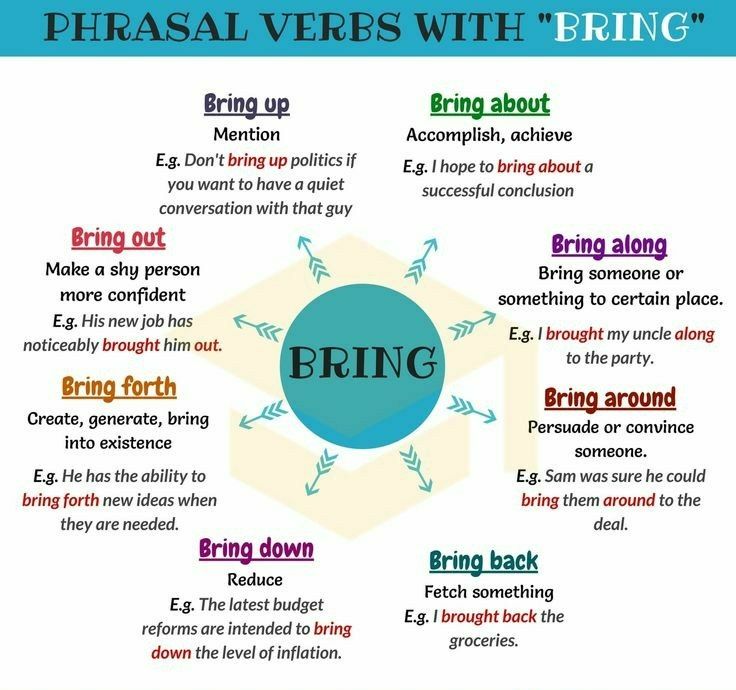 PHRASAL VERBS WITH "BRING"
Bring up
Mention
E.g. Don't bring up politics if
you want to have a quiet
conversation with that guy
Bring about
Accomplish, achieve
E.g. I hope to bring about a
successful conclusion
Bring out
Make a shy person
more confident
E.g. His new job has
noticeably brought him out.
Bring along
Bring someone or
something to certain place.
E.g. I brought my uncle along
to the party.
BRING
Bring forth
Create, generate, bring
into existence
E.g. He has the ability to
bring forth new ideas when
they are needed.
Bring around
Persuade or convince
someone.
E.g. Sam was sure he could
bring them around to the
deal.
Bring down
Reduce
E.g. The latest budget
reforms are intended to bring
down the level of inflation.
Bring back
Fetch something
E.g. I brought back the
groceries.